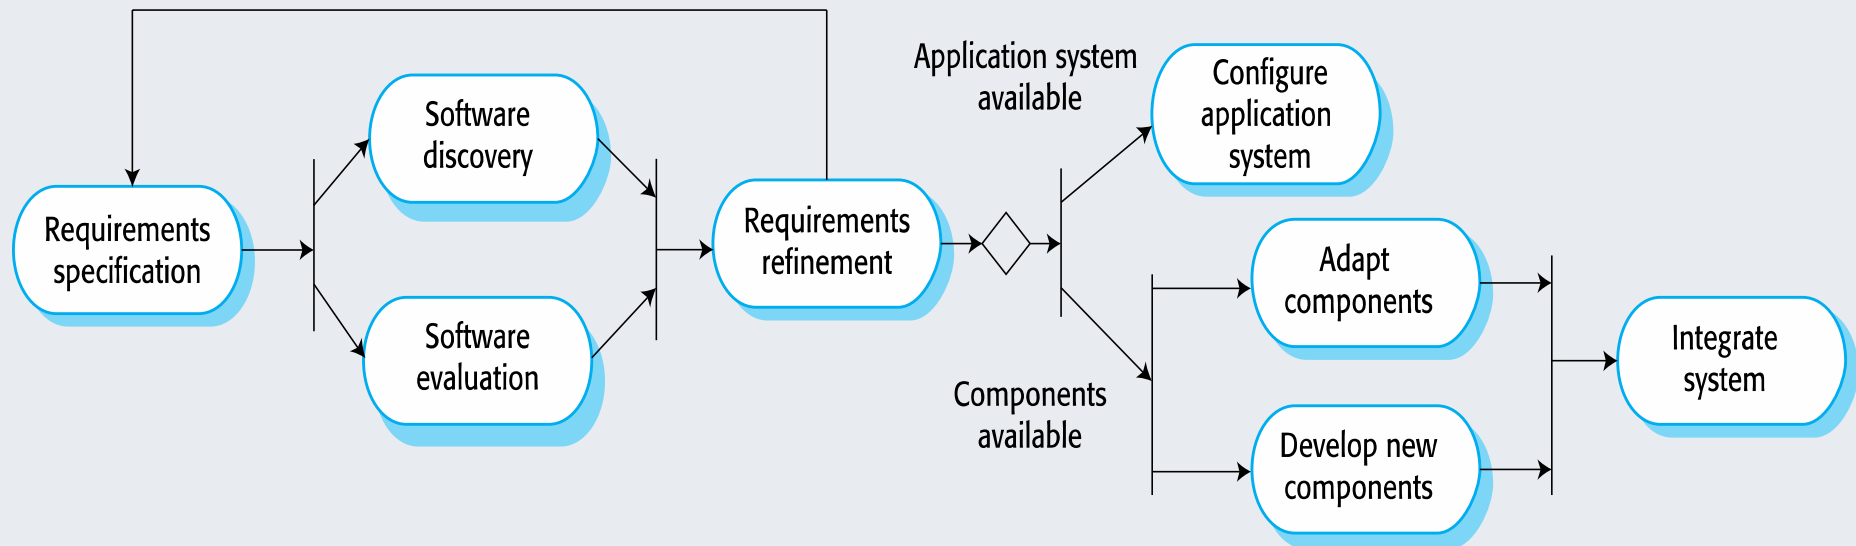 Requirements
specification
Software
discovery
Software
evaluation
Requirements
refinement
Application system
available
Components
available
Configure
application
system
Adapt
components
Develop new
components
Integrate
system